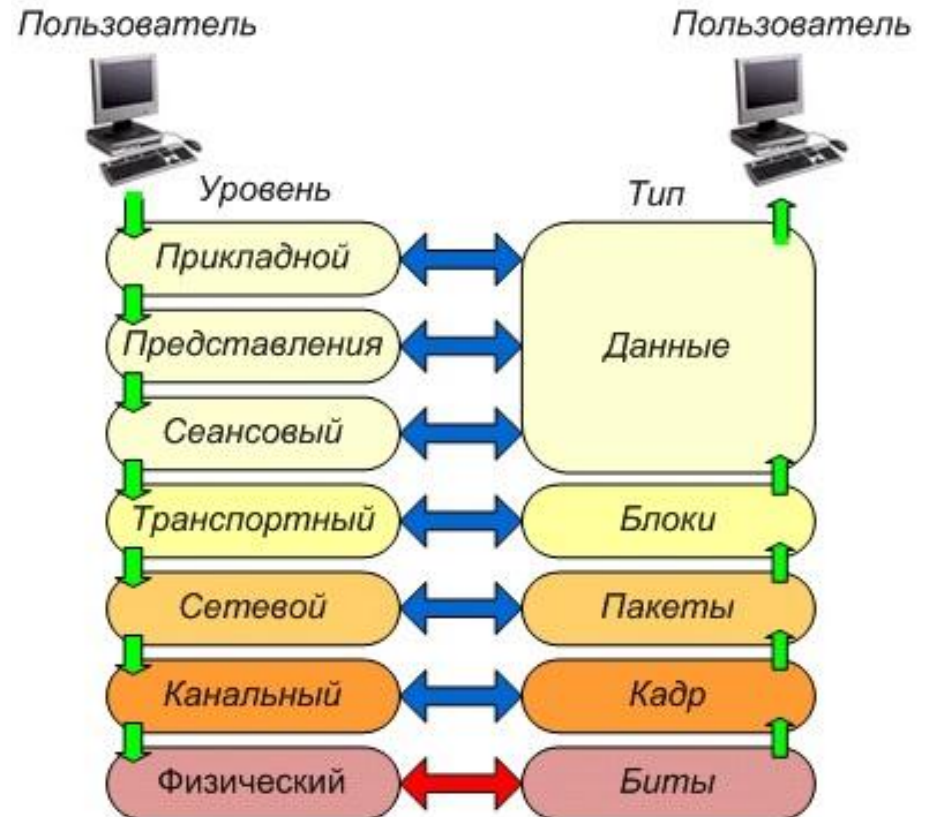 Пользователь
Пользователь
Уровень
Тип
Прикладной
Представления
Данные
Сеансовый
Транспортный
Блоки
Сетевой
Пакеты
Канальный
Кадр
Физический
Биты